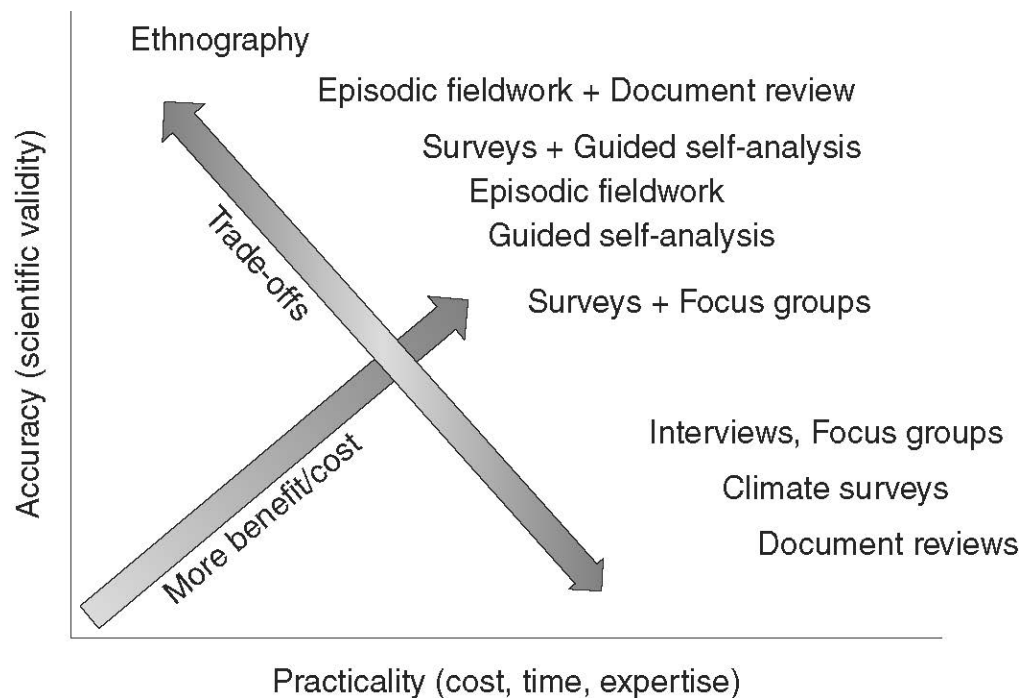 Ethnography
Episodic fieldwork + Document review
Surveys + Guided self-analysis
Episodic fieldwork
Guided self-analysis
Surveys + Focus groups
Interviews, Focus groups
Climate surveys
Document reviews
Trade-offs
More benefit/cost
Accuracy (scientific validity)
Practicality (cost, time, expertise)